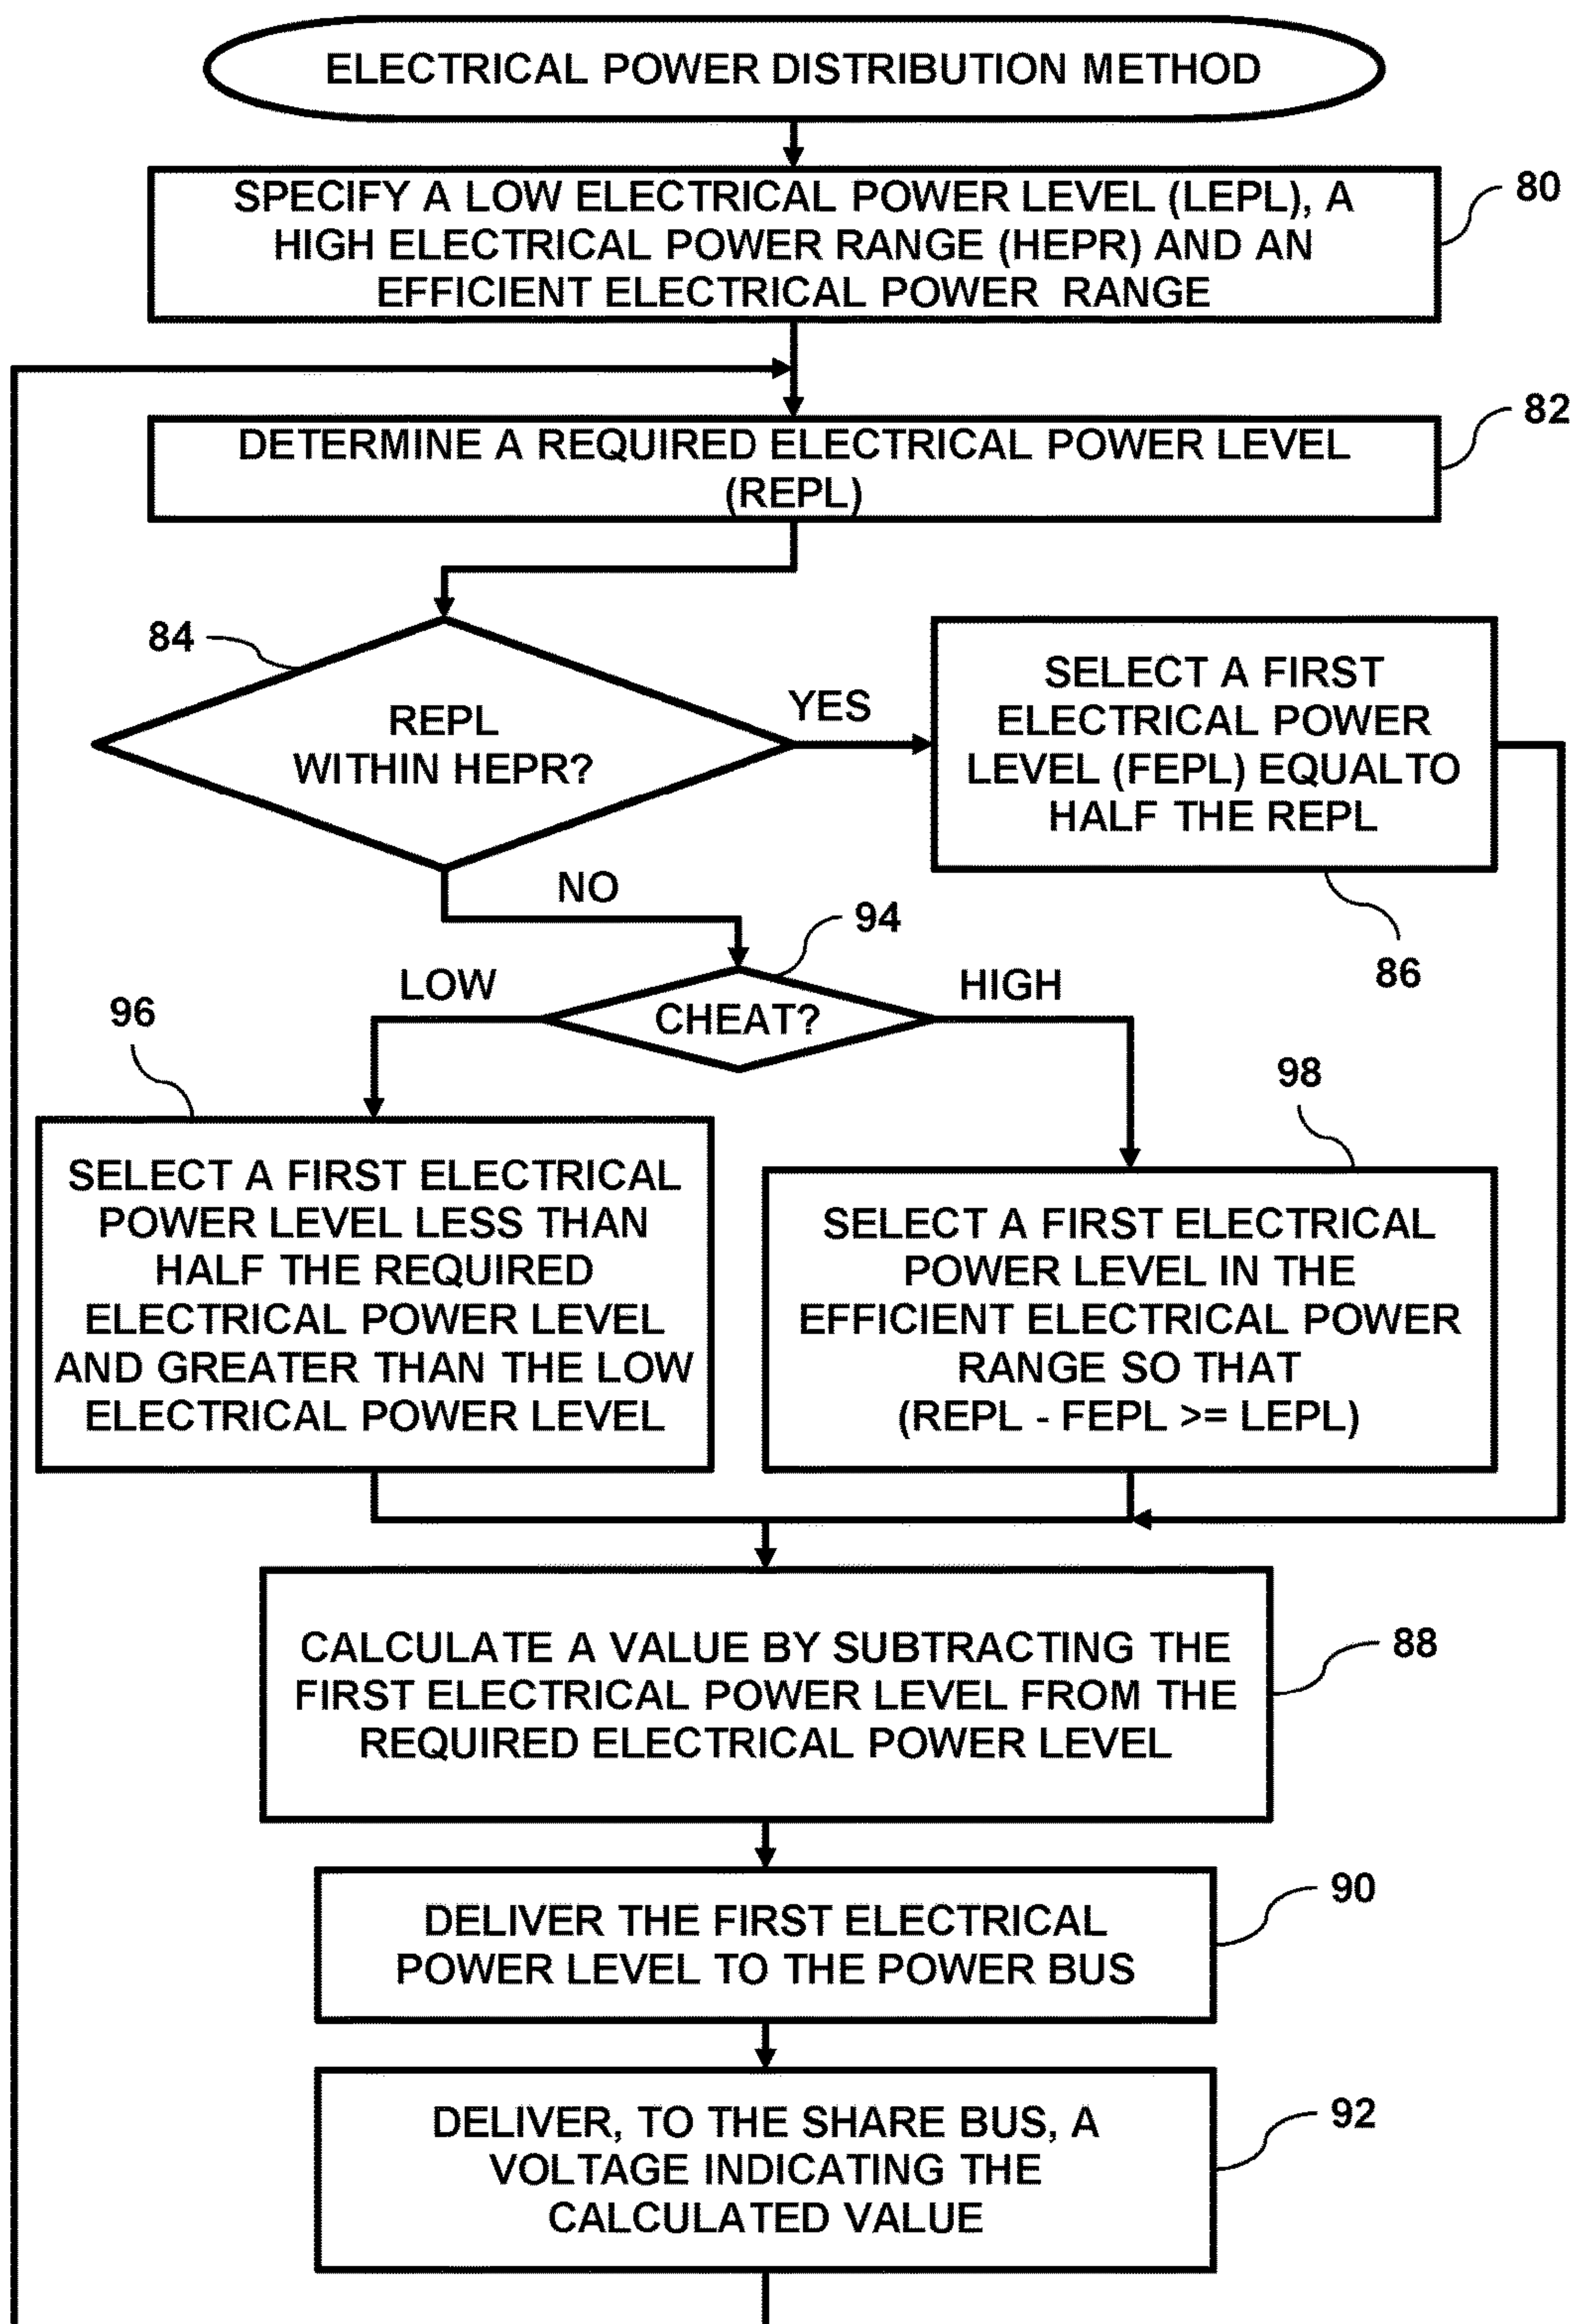 ELECTRICAL POWER DISTRIBUTION METHOD
SPECIFY A LOW ELECTRICAL POWER LEVEL (LEPL), A
HIGH ELECTRICAL POWER RANGE (HEPR) AND AN
EFFICIENT ELECTRICAL POWER RANGE
80
DETERMINE A REQUIRED ELECTRICAL POWER LEVEL
(REPL)
82
84
REPL
WITHIN HEPR?
YES
SELECT A FIRST
ELECTRICAL POWER
LEVEL (FEPL) EQUAL TO
HALF THE REPL
86
NO
94
CHEAT?
LOW
HIGH
96
SELECT A FIRST ELECTRICAL
POWER LEVEL LESS THAN
HALF THE REQUIRED
ELECTRICAL POWER LEVEL
AND GREATER THAN THE LOW
ELECTRICAL POWER LEVEL
98
SELECT A FIRST ELECTRICAL
POWER LEVEL IN THE
EFFICIENT ELECTRICAL POWER
RANGE SO THAT
(REPL - FEPL >= LEPL)
CALCULATE A VALUE BY SUBTRACTING THE
FIRST ELECTRICAL POWER LEVEL FROM THE
REQUIRED ELECTRICAL POWER LEVEL
88
DELIVER THE FIRST ELECTRICAL
POWER LEVEL TO THE POWER BUS
90
DELIVER, TO THE SHARE BUS, A
VOLTAGE INDICATING THE
CALCULATED VALUE
92